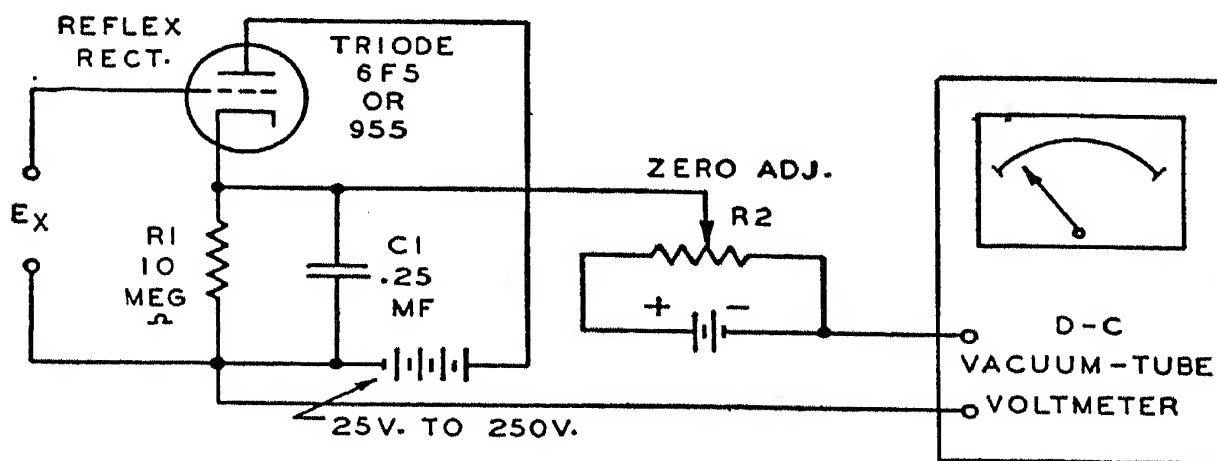 REFLEX
RECT.
TRIODE
6F5
OR
955
EX
R1
10
MEG
Ω
C1
.25
MF
ZERO ADJ.
R2
+ -
25V. TO 250V.
D-C
VACUUM-TUBE
VOLTMETER